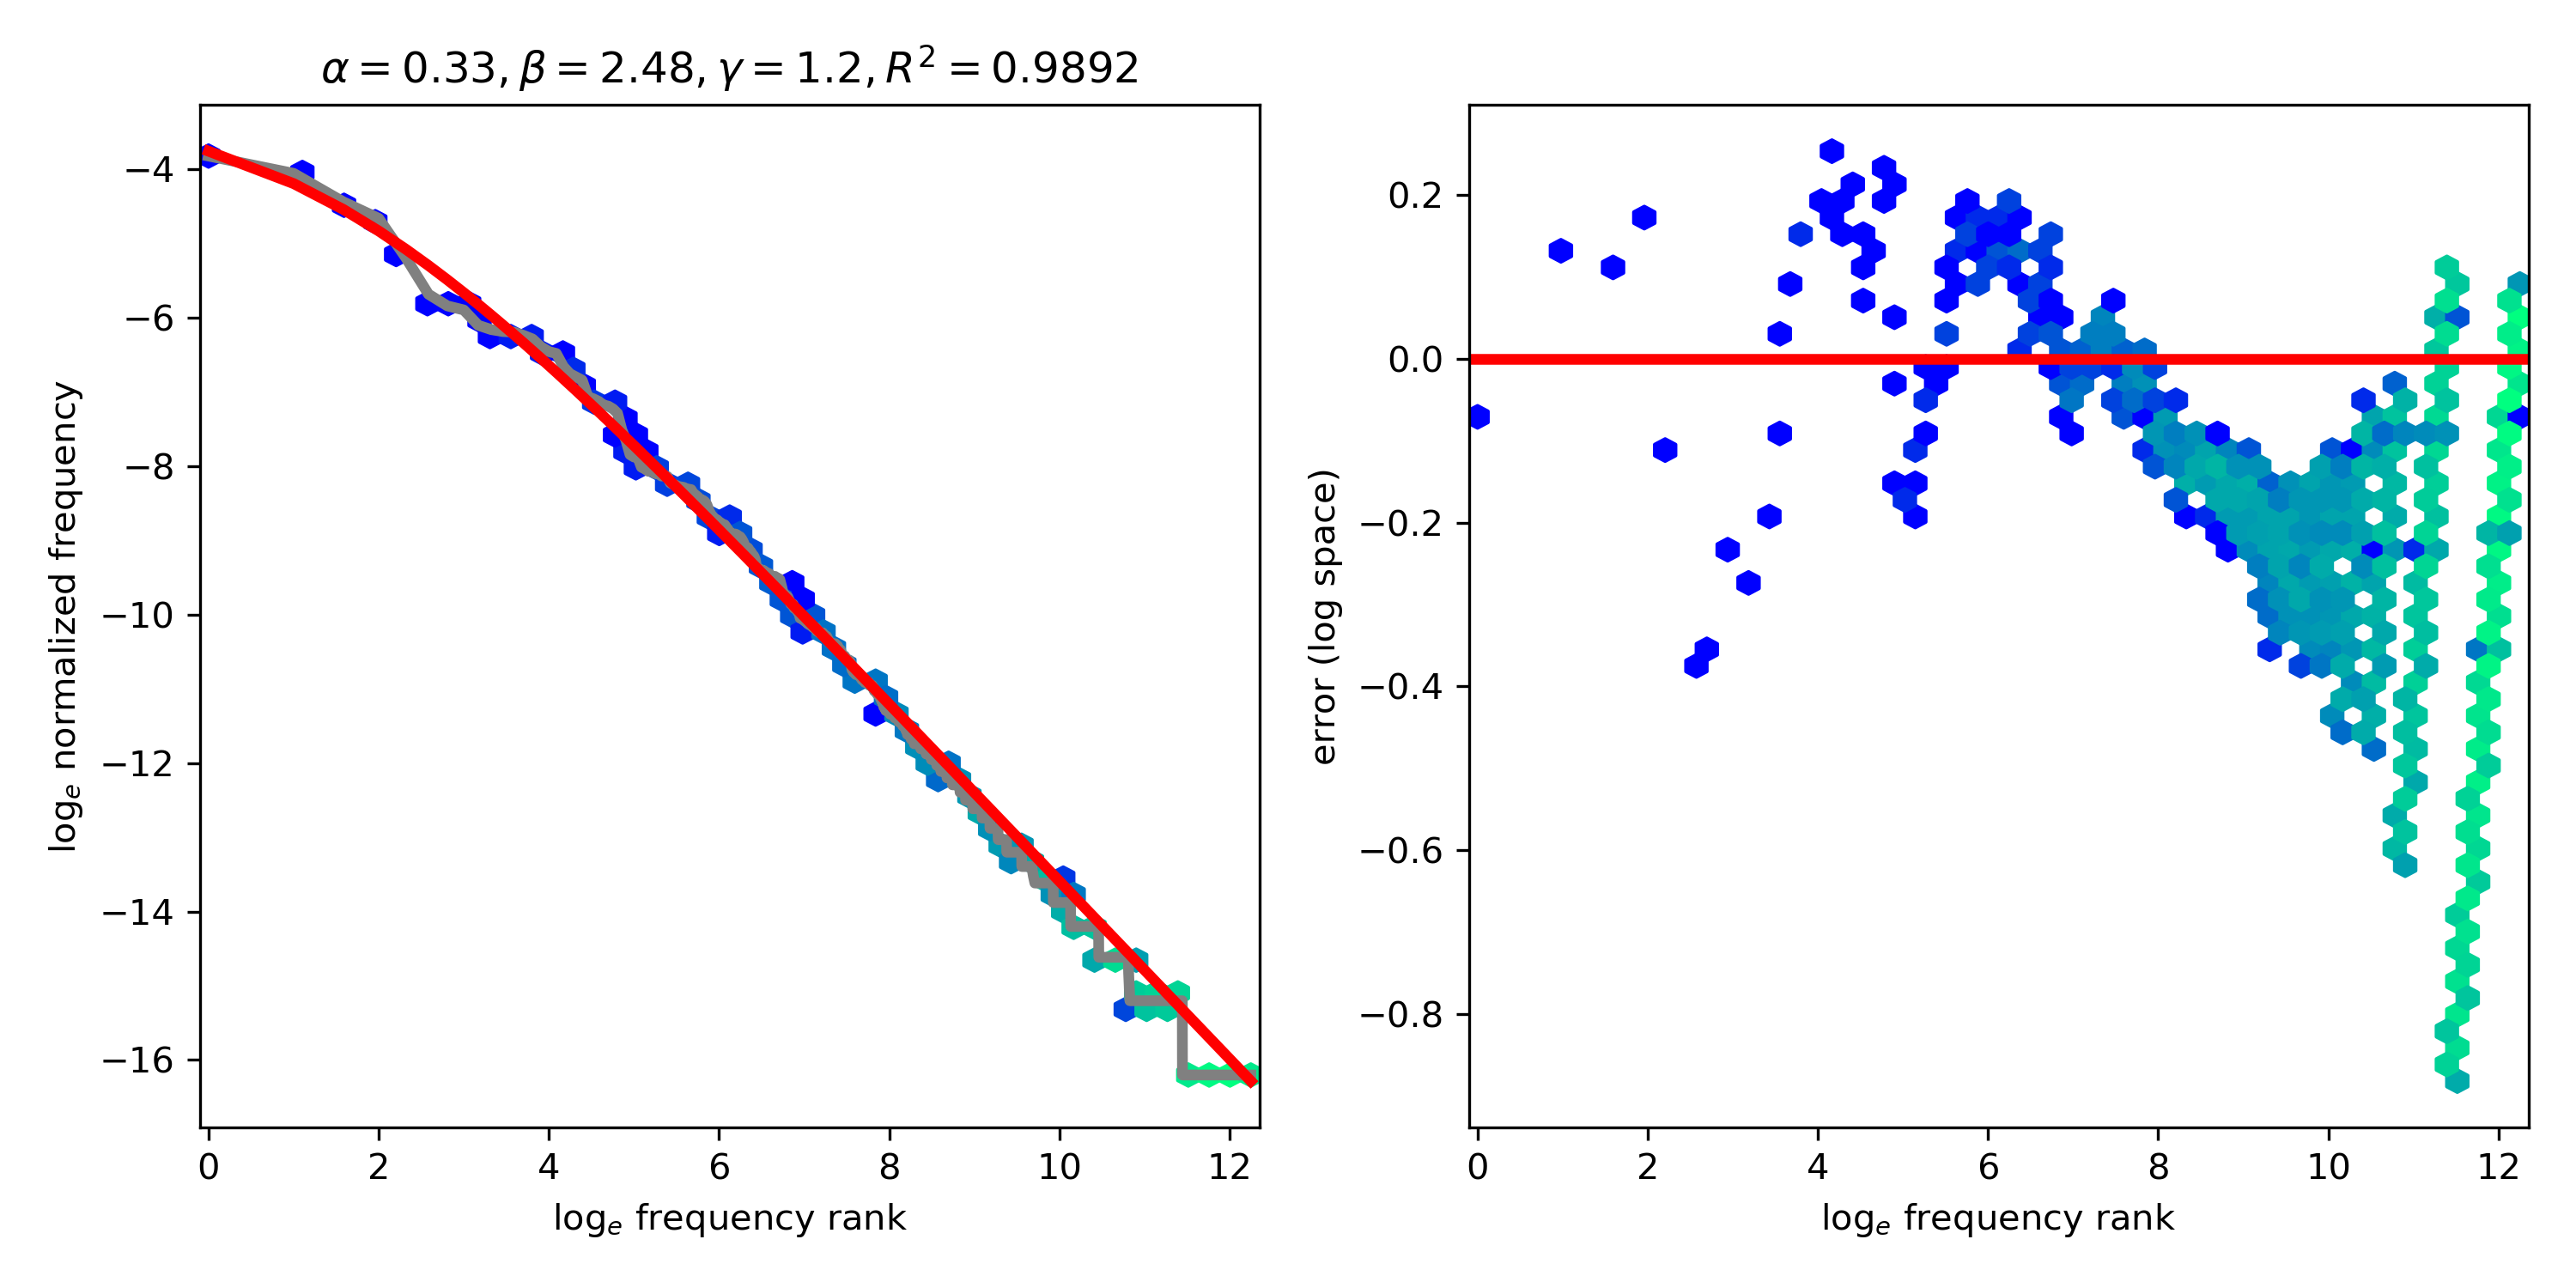 α = 0.33, β = 2.48, γ = 1.2, R² = 0.9892
−4
−6
−8
−10
−12
−14
−16
logₑ normalized frequency
0 2 4 6 8 10 12
logₑ frequency rank
0.2
0.0
−0.2
−0.4
−0.6
−0.8
error (log space)
0 2 4 6 8 10 12
logₑ frequency rank